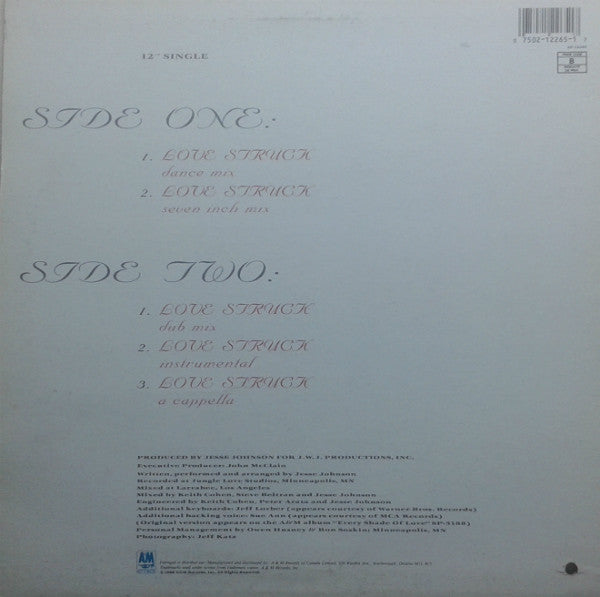 7502-12265-1
12" SINGLE
B
SIDE ONE:
1. LOVE STRUCK
dance mix
2. LOVE STRUCK
seven inch mix
SIDE TWO:
1. LOVE STRUCK
dub mix
2. LOVE STRUCK
instrumental
3. LOVE STRUCK
a cappella
PRODUCED BY JESSE JOHNSON FOR J.W.J. PRODUCTIONS, INC.
Executive Producer: John McClain
Written, performed and arranged by Jesse Johnson
Recorded at Jungle Love Studios, Minneapolis, MN
Mixed at Larrabee, Los Angeles
Mixed by Keith Cohen, Steve Beltran and Jesse Johnson
Engineered by Keith Cohen, Peter Arata and Jesse Johnson
Additional keyboards: Jeff Lorber (appears courtesy of Warner Bros. Records)
Additional backing voice: Sue Ann (appears courtesy of MCA Records)
(Original version appears on the A&M album "Every Shade Of Love" SP-5188)
Personal Management by Owen Husney & Ron Soskin; Minneapolis, MN
Photography: Jeff Katz
A&M
RECORDS